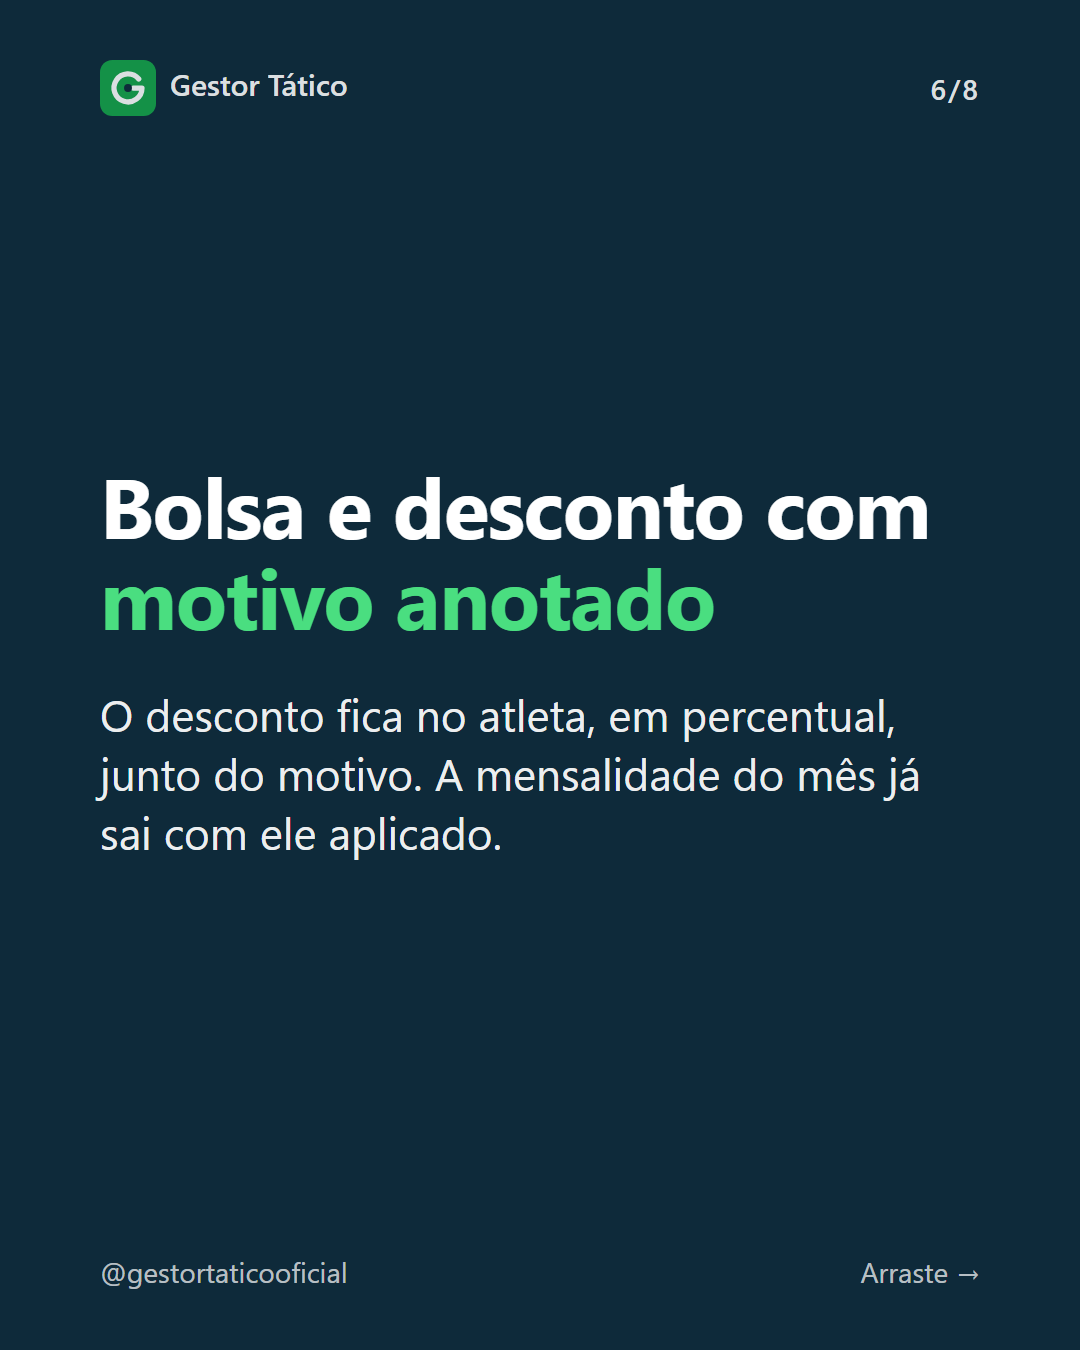 Gestor Tático
6/8
Bolsa e desconto com
motivo anotado
O desconto fica no atleta, em percentual,
junto do motivo. A mensalidade do mês já
sai com ele aplicado.
@gestortaticooficial
Arraste →